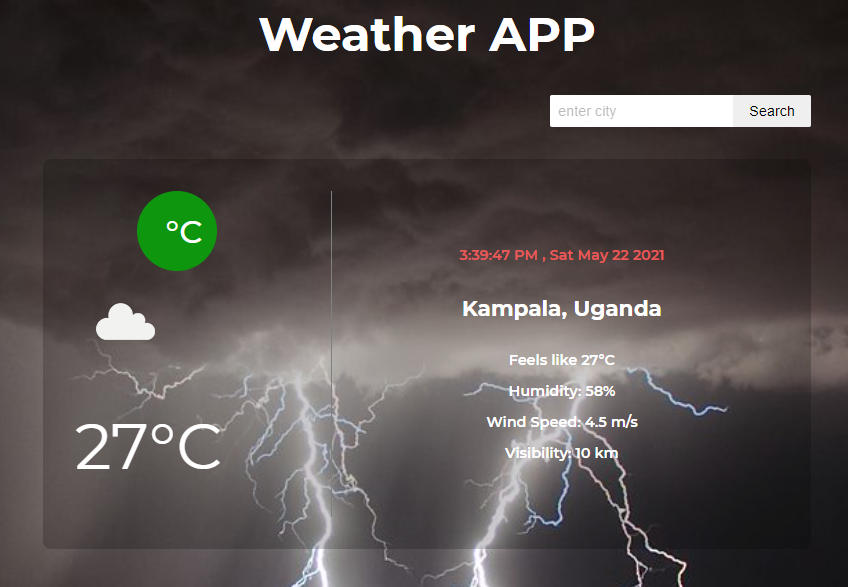 Weather APP
enter city
Search
°C
3:39:47 PM , Sat May 22 2021
Kampala, Uganda
Feels like 27°C
Humidity: 58%
Wind Speed: 4.5 m/s
Visibility: 10 km
27°C